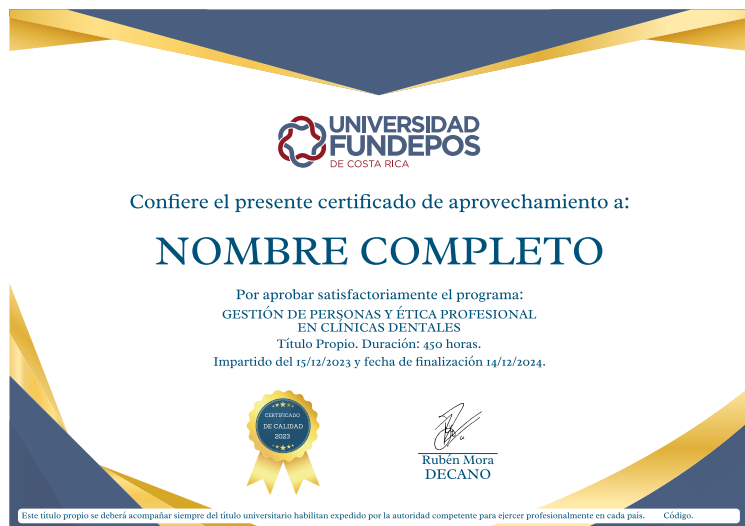 UNIVERSIDAD
FUNDEPOS
DE COSTA RICA
Confiere el presente certificado de aprovechamiento a:
NOMBRE COMPLETO
Por aprobar satisfactoriamente el programa:
GESTIÓN DE PERSONAS Y ÉTICA PROFESIONAL
EN CLÍNICAS DENTALES
Título Propio. Duración: 450 horas.
Impartido del 15/12/2023 y fecha de finalización 14/12/2024.
CERTIFICADO
DE CALIDAD
2023
Rubén Mora
DECANO
Este título propio se deberá acompañar siempre del título universitario habilitan expedido por la autoridad competente para ejercer profesionalmente en cada país. Código.